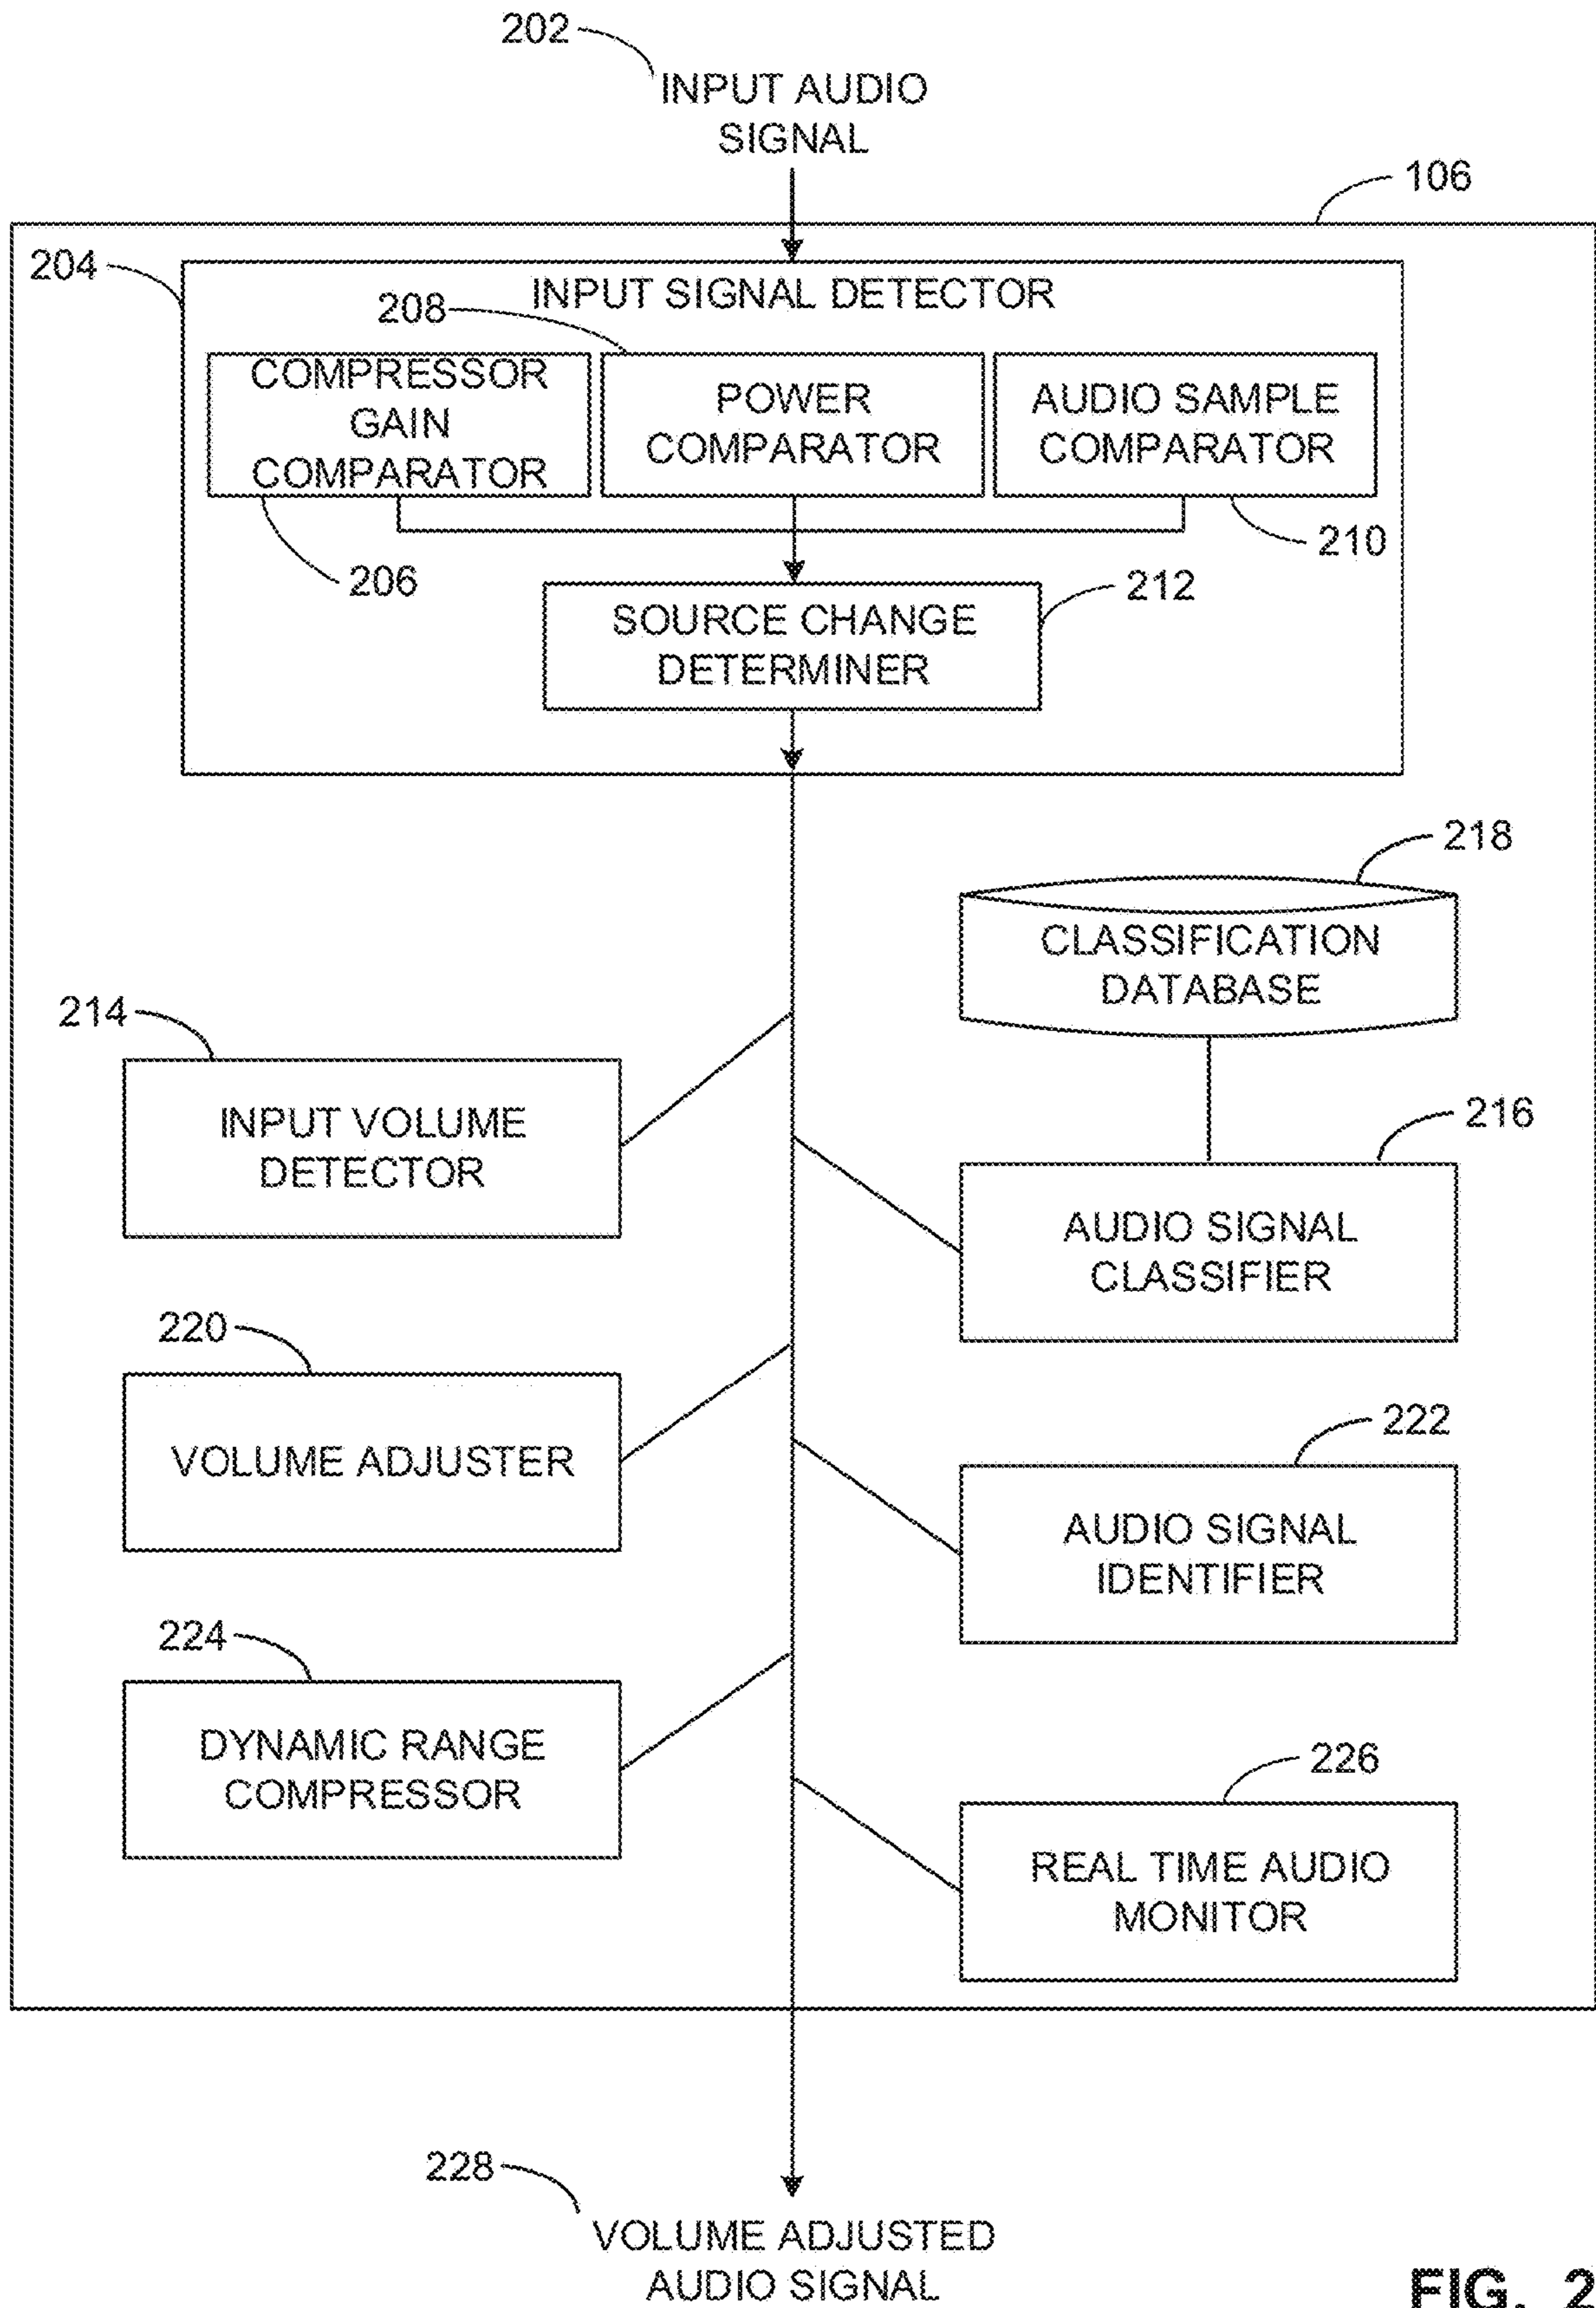 202
INPUT AUDIO
SIGNAL
106
204
INPUT SIGNAL DETECTOR
208
COMPRESSOR
GAIN
COMPARATOR
POWER
COMPARATOR
AUDIO SAMPLE
COMPARATOR
206
210
212
SOURCE CHANGE
DETERMINER
218
CLASSIFICATION
DATABASE
214
INPUT VOLUME
DETECTOR
216
AUDIO SIGNAL
CLASSIFIER
220
VOLUME ADJUSTER
222
AUDIO SIGNAL
IDENTIFIER
224
DYNAMIC RANGE
COMPRESSOR
226
REAL TIME AUDIO
MONITOR
228
VOLUME ADJUSTED
AUDIO SIGNAL
FIG. 2